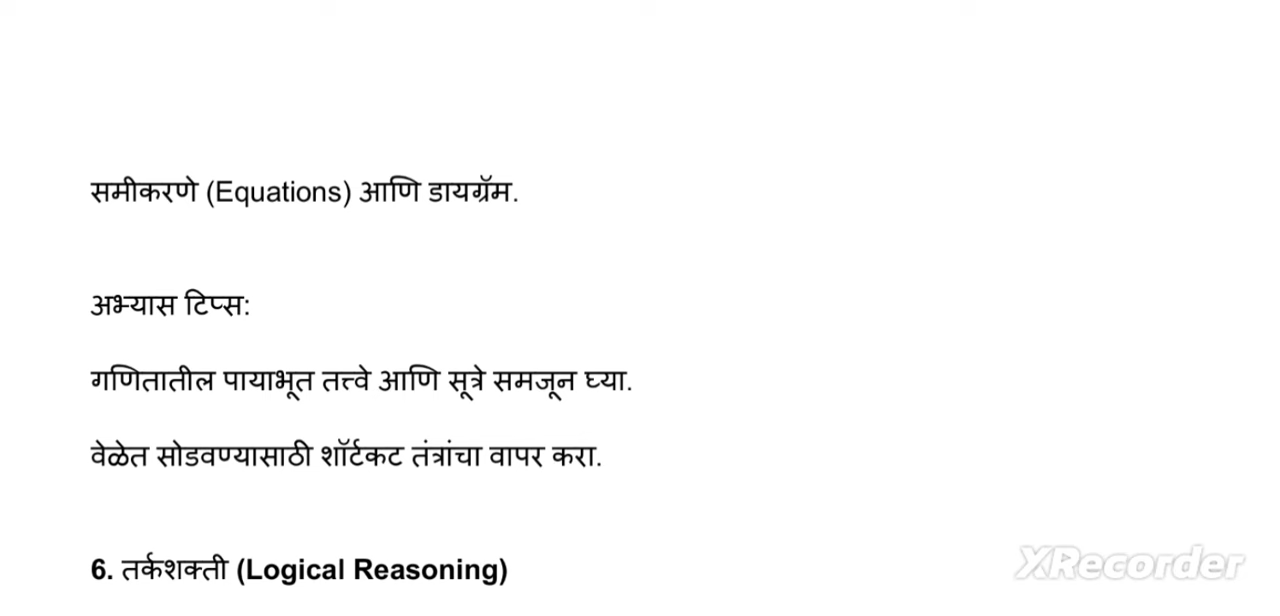 समीकरणे (Equations) आणि डायग्रॅम.
अभ्यास टिप्स:
गणितातील पायाभूत तत्त्वे आणि सूत्रे समजून घ्या.
वेळेत सोडवण्यासाठी शॉर्टकट तंत्रांचा वापर करा.
6. तर्कशक्ती (Logical Reasoning)
XRecorder